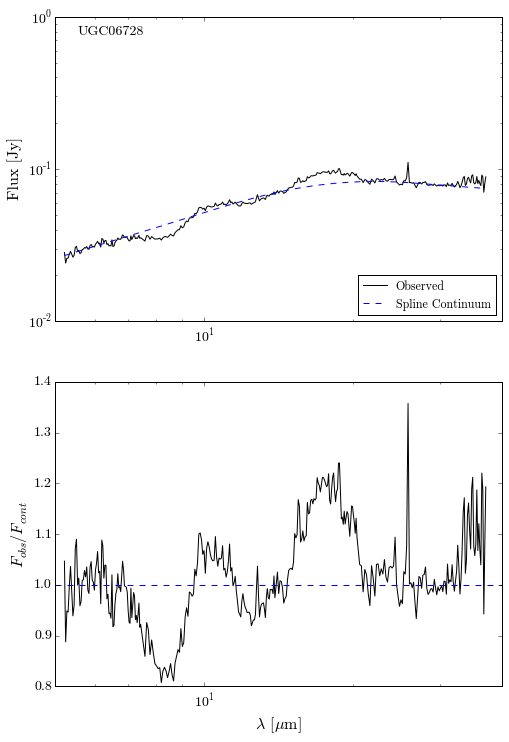 UGC06728
10^0
10^-1
10^-2
Flux [Jy]
Observed
Spline Continuum
10^1
1.4
1.3
1.2
1.1
1.0
0.9
0.8
F_obs/F_cont
10^1
λ [μm]